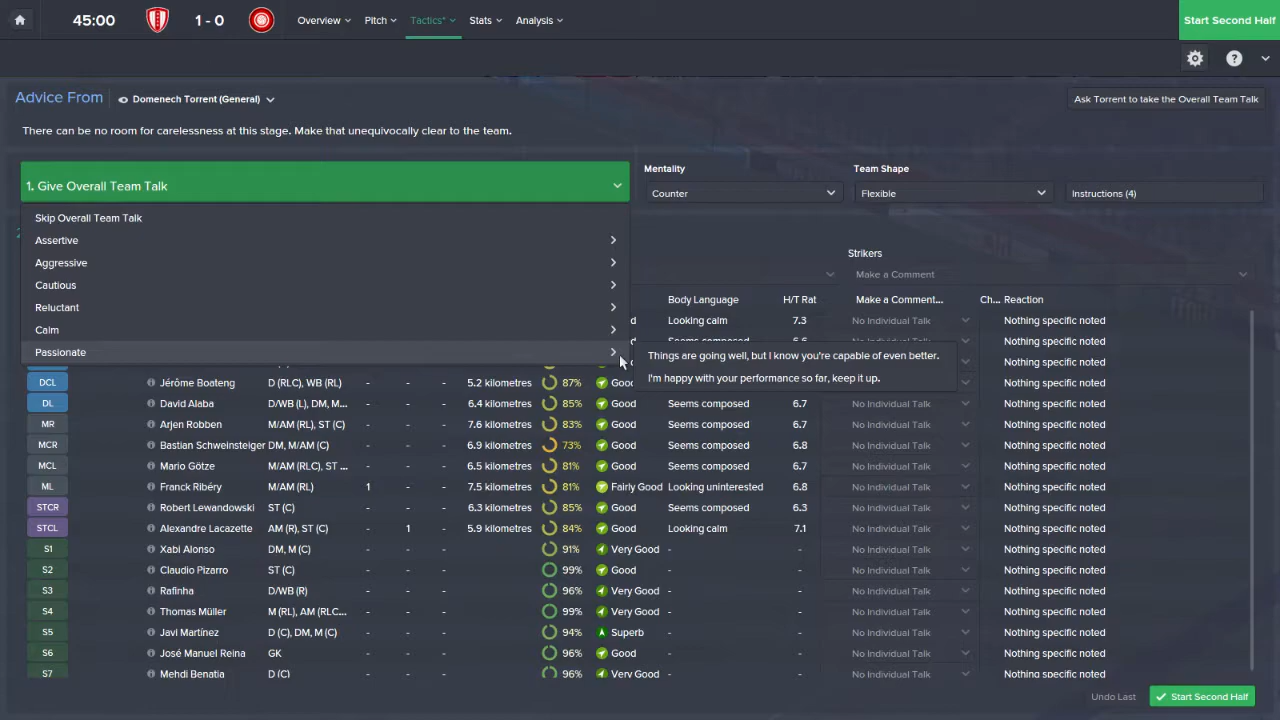 45:00 1 - 0 Overview Pitch Tactics* Stats Analysis Start Second Half
Advice From Domenech Torrent (General) Ask Torrent to take the Overall Team Talk
There can be no room for carelessness at this stage. Make that unequivocally clear to the team.
Mentality Team Shape
1. Give Overall Team Talk Counter Flexible Instructions (4)
Skip Overall Team Talk
Assertive
Strikers
Aggressive
Make a Comment
Cautious
Body Language H/T Rat Make a Comment... Ch... Reaction
Reluctant
Looking calm 7.3 No Individual Talk Nothing specific noted
Calm
Nothing specific noted
Passionate Things are going well, but I know you're capable of even better. Nothing specific noted
I'm happy with your performance so far, keep it up.
DCL Jérôme Boateng D (RLC), WB (RL) - - - 5.2 kilometres 87% Good Nothing specific noted
DL David Alaba D/WB (L), DM, M... - - - 6.4 kilometres 85% Good Seems composed 6.7 No Individual Talk Nothing specific noted
MR Arjen Robben M/AM (RL), ST (C) - - - 7.6 kilometres 83% Good Seems composed 6.7 No Individual Talk Nothing specific noted
MCR Bastian Schweinsteiger DM, M/AM (C) - - - 6.9 kilometres 73% Good Seems composed 6.8 No Individual Talk Nothing specific noted
MCL Mario Götze M/AM (RLC), ST ... - - - 6.5 kilometres 81% Good Seems composed 6.7 No Individual Talk Nothing specific noted
ML Franck Ribéry M/AM (RL) 1 - - 7.5 kilometres 81% Fairly Good Looking uninterested 6.8 No Individual Talk Nothing specific noted
STCR Robert Lewandowski ST (C) - - - 6.3 kilometres 85% Good Seems composed 6.3 No Individual Talk Nothing specific noted
STCL Alexandre Lacazette AM (R), ST (C) - 1 - 5.9 kilometres 84% Good Looking calm 7.1 No Individual Talk Nothing specific noted
S1 Xabi Alonso DM, M (C) - - - 91% Very Good - - No Individual Talk Nothing specific noted
S2 Claudio Pizarro ST (C) - - - 99% Good - - No Individual Talk Nothing specific noted
S3 Rafinha D/WB (R) - - - 96% Very Good - - No Individual Talk Nothing specific noted
S4 Thomas Müller M (RL), AM (RLC... - - - 99% Very Good - - No Individual Talk Nothing specific noted
S5 Javi Martínez D (C), DM, M (C) - - - 94% Superb - - No Individual Talk Nothing specific noted
S6 José Manuel Reina GK - - - 96% Good - - No Individual Talk Nothing specific noted
S7 Mehdi Benatia D (C) - - - 96% Very Good - - No Individual Talk Nothing specific noted
Undo Last Start Second Half